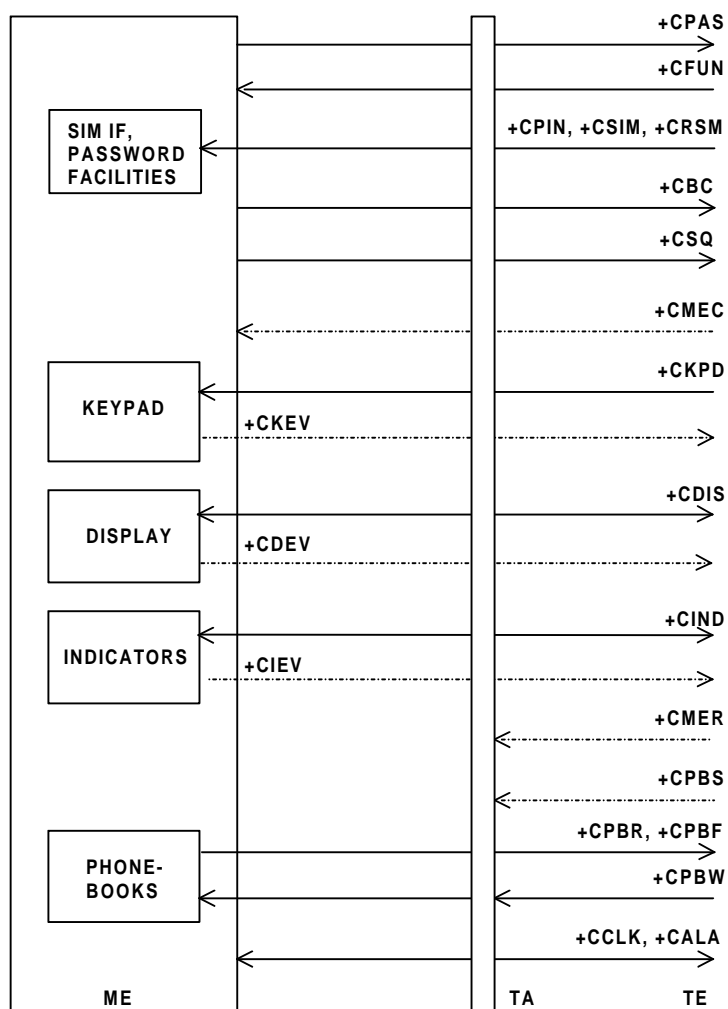 +CPAS
+CFUN
SIM IF,
PASSWORD
FACILITIES
+CPIN, +CSIM, +CRSM
+CBC
+CSQ
+CMEC
+CKPD
KEYPAD
+CKEV
+CDIS
DISPLAY
+CDEV
+CIND
INDICATORS
+CIEV
+CMER
+CPBS
+CPBR, +CPBF
PHONE-
BOOKS
+CPBW
+CCLK, +CALA
ME TA TE